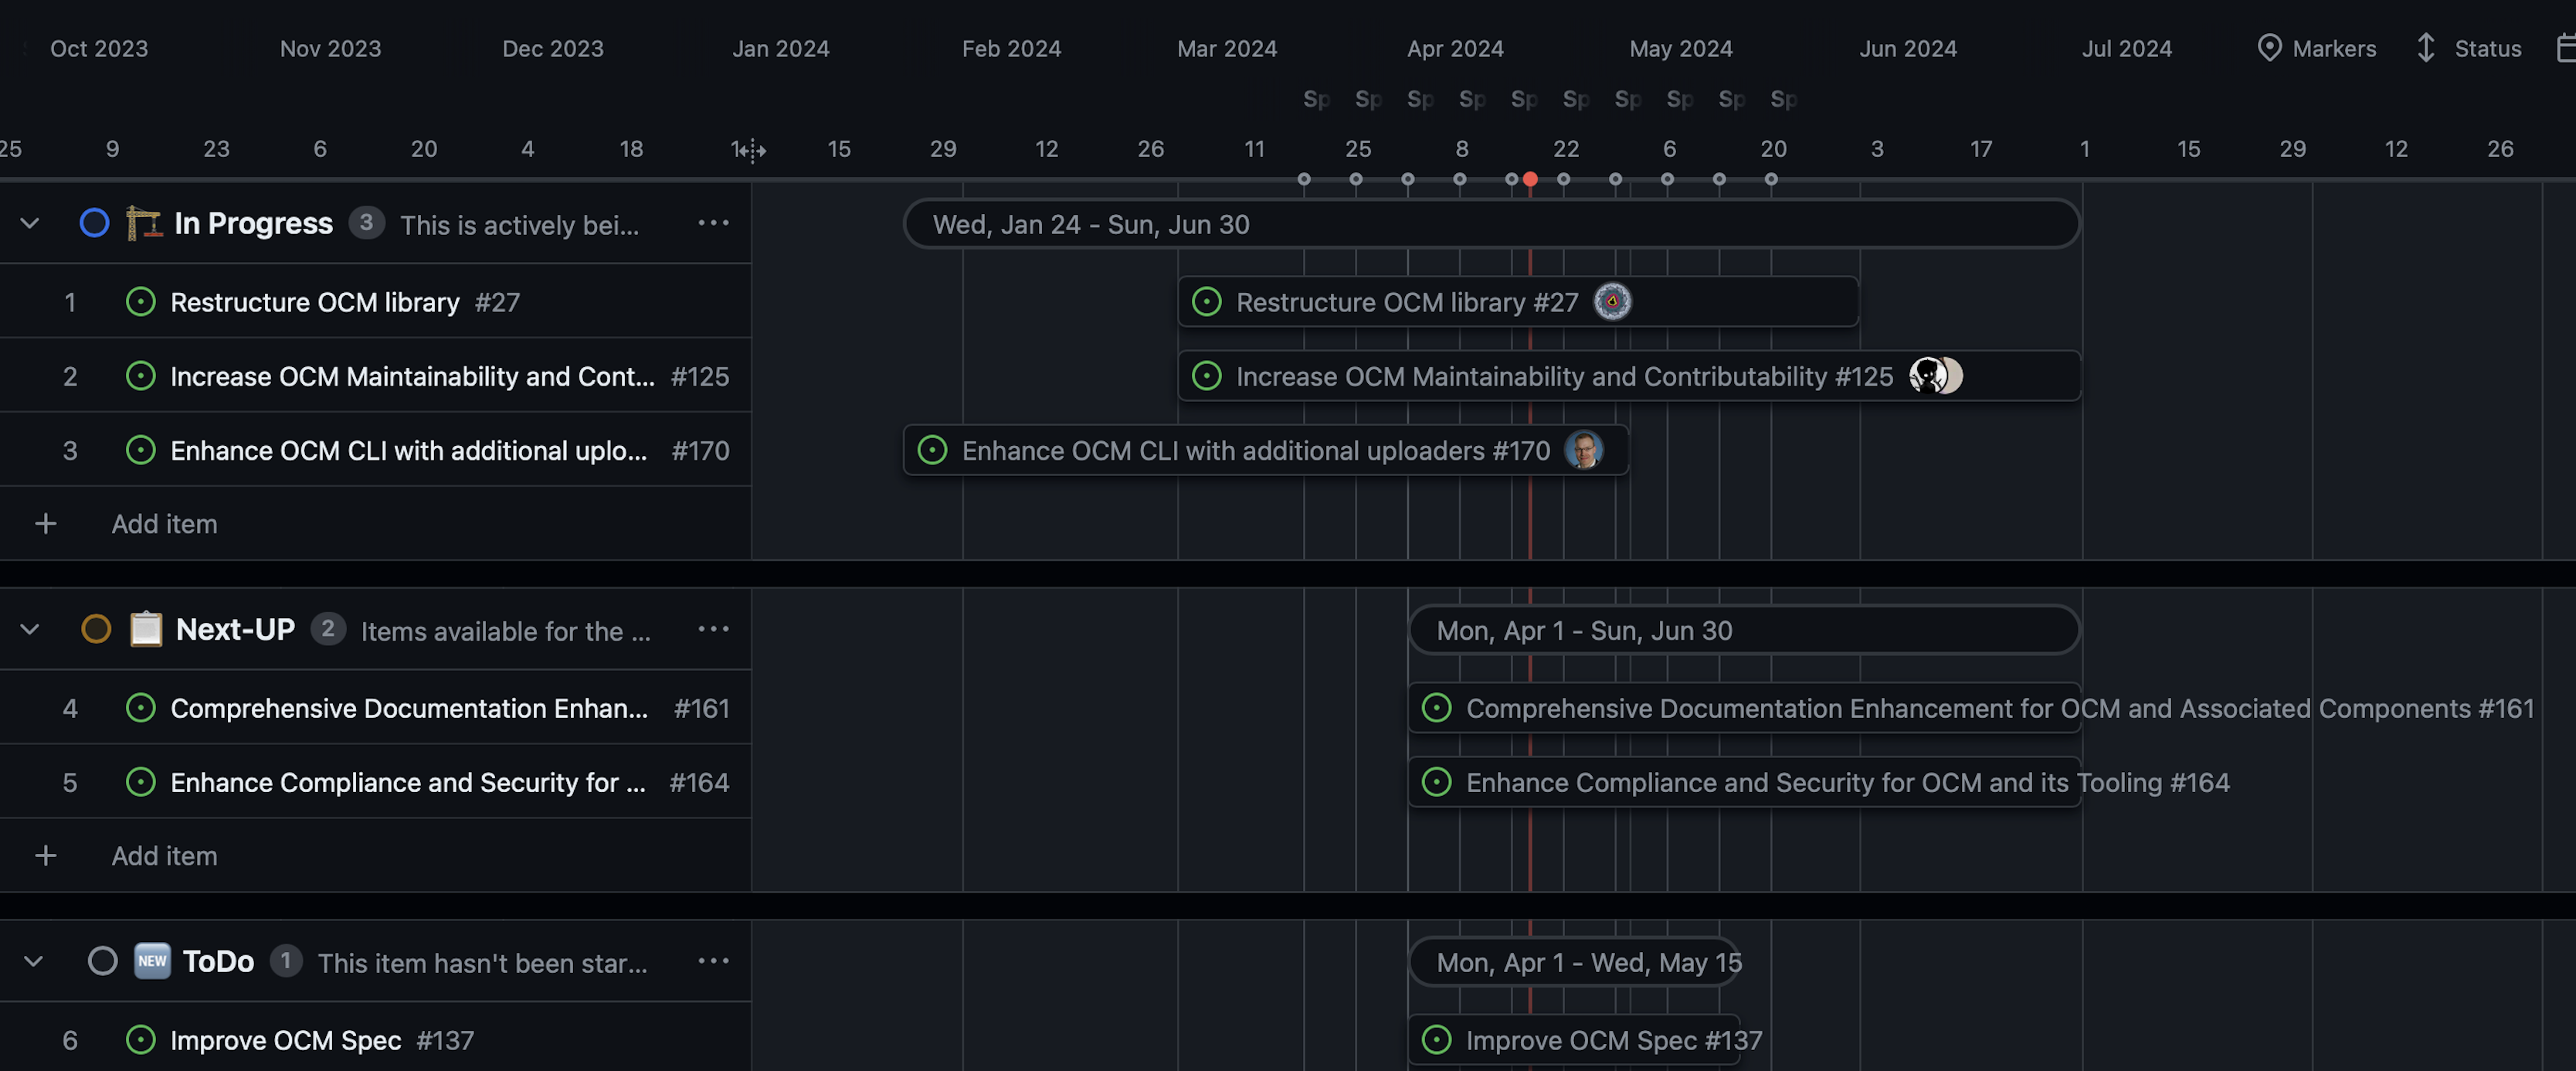 Oct 2023 Nov 2023 Dec 2023 Jan 2024 Feb 2024 Mar 2024 Apr 2024 May 2024 Jun 2024 Jul 2024 Markers Status
Sp Sp Sp Sp Sp Sp Sp Sp Sp Sp
25 9 23 6 20 4 18 1 15 29 12 26 11 25 8 22 6 20 3 17 1 15 29 12 26
In Progress 3 This is actively bei... ... Wed, Jan 24 - Sun, Jun 30
1 Restructure OCM library #27 Restructure OCM library #27
2 Increase OCM Maintainability and Cont... #125 Increase OCM Maintainability and Contributability #125
3 Enhance OCM CLI with additional uplo... #170 Enhance OCM CLI with additional uploaders #170
+ Add item
Next-UP 2 Items available for the ... ... Mon, Apr 1 - Sun, Jun 30
4 Comprehensive Documentation Enhan... #161 Comprehensive Documentation Enhancement for OCM and Associated Components #161
5 Enhance Compliance and Security for ... #164 Enhance Compliance and Security for OCM and its Tooling #164
+ Add item
NEW ToDo 1 This item hasn't been star... ... Mon, Apr 1 - Wed, May 15
6 Improve OCM Spec #137 Improve OCM Spec #137